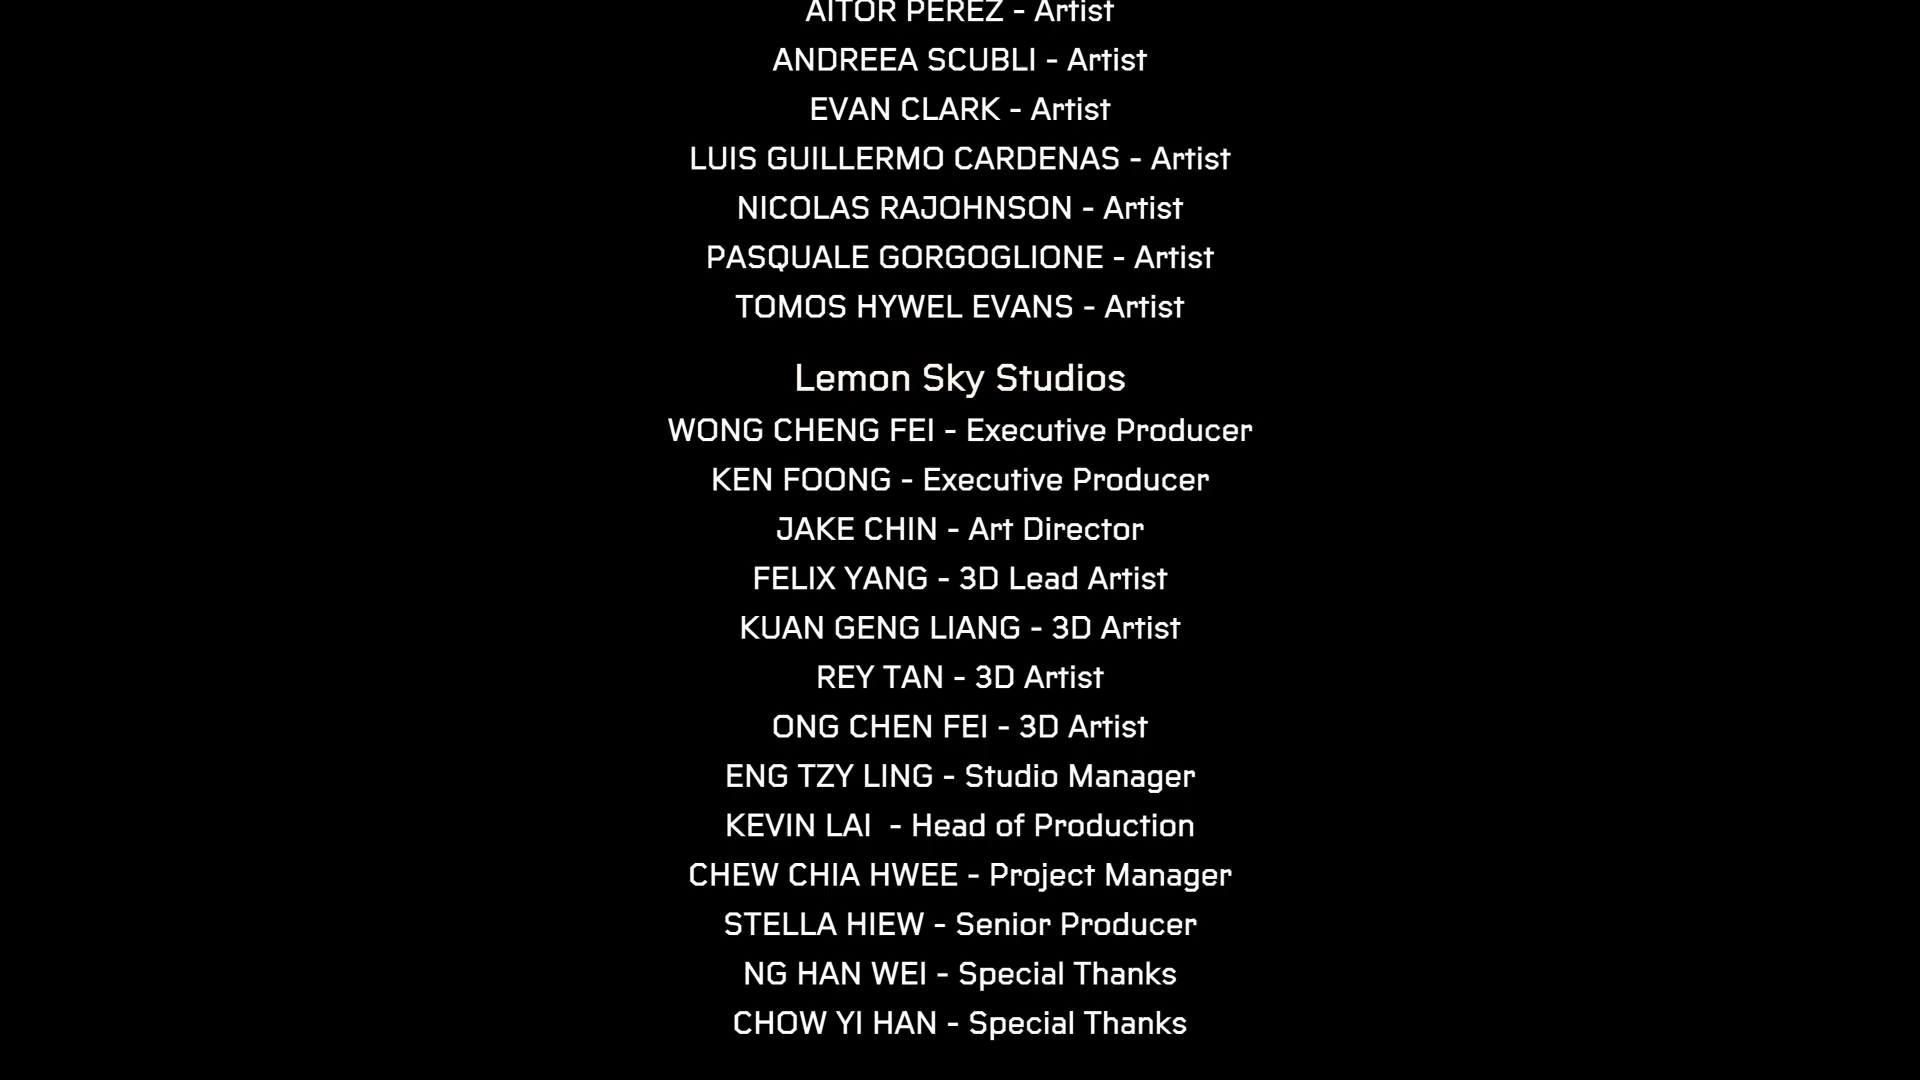 AITOR PEREZ - Artist
ANDREEA SCUBLI - Artist
EVAN CLARK - Artist
LUIS GUILLERMO CARDENAS - Artist
NICOLAS RAJOHNSON - Artist
PASQUALE GORGOGLIONE - Artist
TOMOS HYWEL EVANS - Artist
Lemon Sky Studios
WONG CHENG FEI - Executive Producer
KEN FOONG - Executive Producer
JAKE CHIN - Art Director
FELIX YANG - 3D Lead Artist
KUAN GENG LIANG - 3D Artist
REY TAN - 3D Artist
ONG CHEN FEI - 3D Artist
ENG TZY LING - Studio Manager
KEVIN LAI  - Head of Production
CHEW CHIA HWEE - Project Manager
STELLA HIEW - Senior Producer
NG HAN WEI - Special Thanks
CHOW YI HAN - Special Thanks